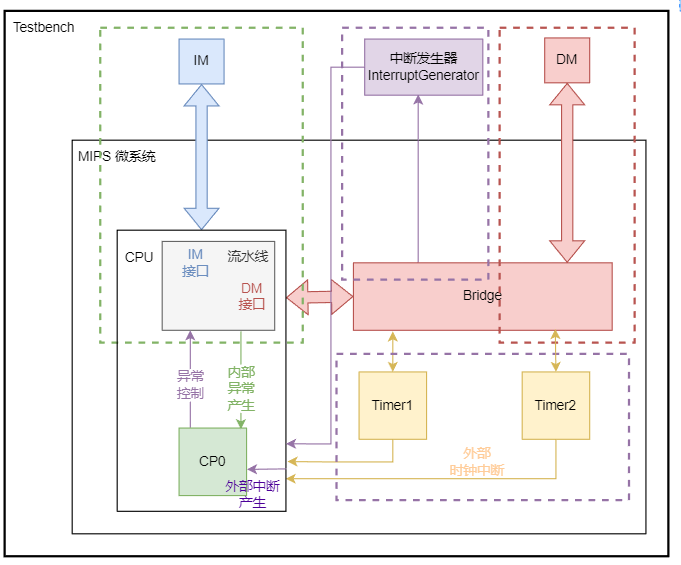 Testbench
IM
中断发生器
InterruptGenerator
DM
MIPS 微系统
CPU
IM
接口
流水线
DM
接口
Bridge
异常
控制
内部
异常
产生
Timer1
Timer2
CP0
外部中断
产生
外部
时钟中断